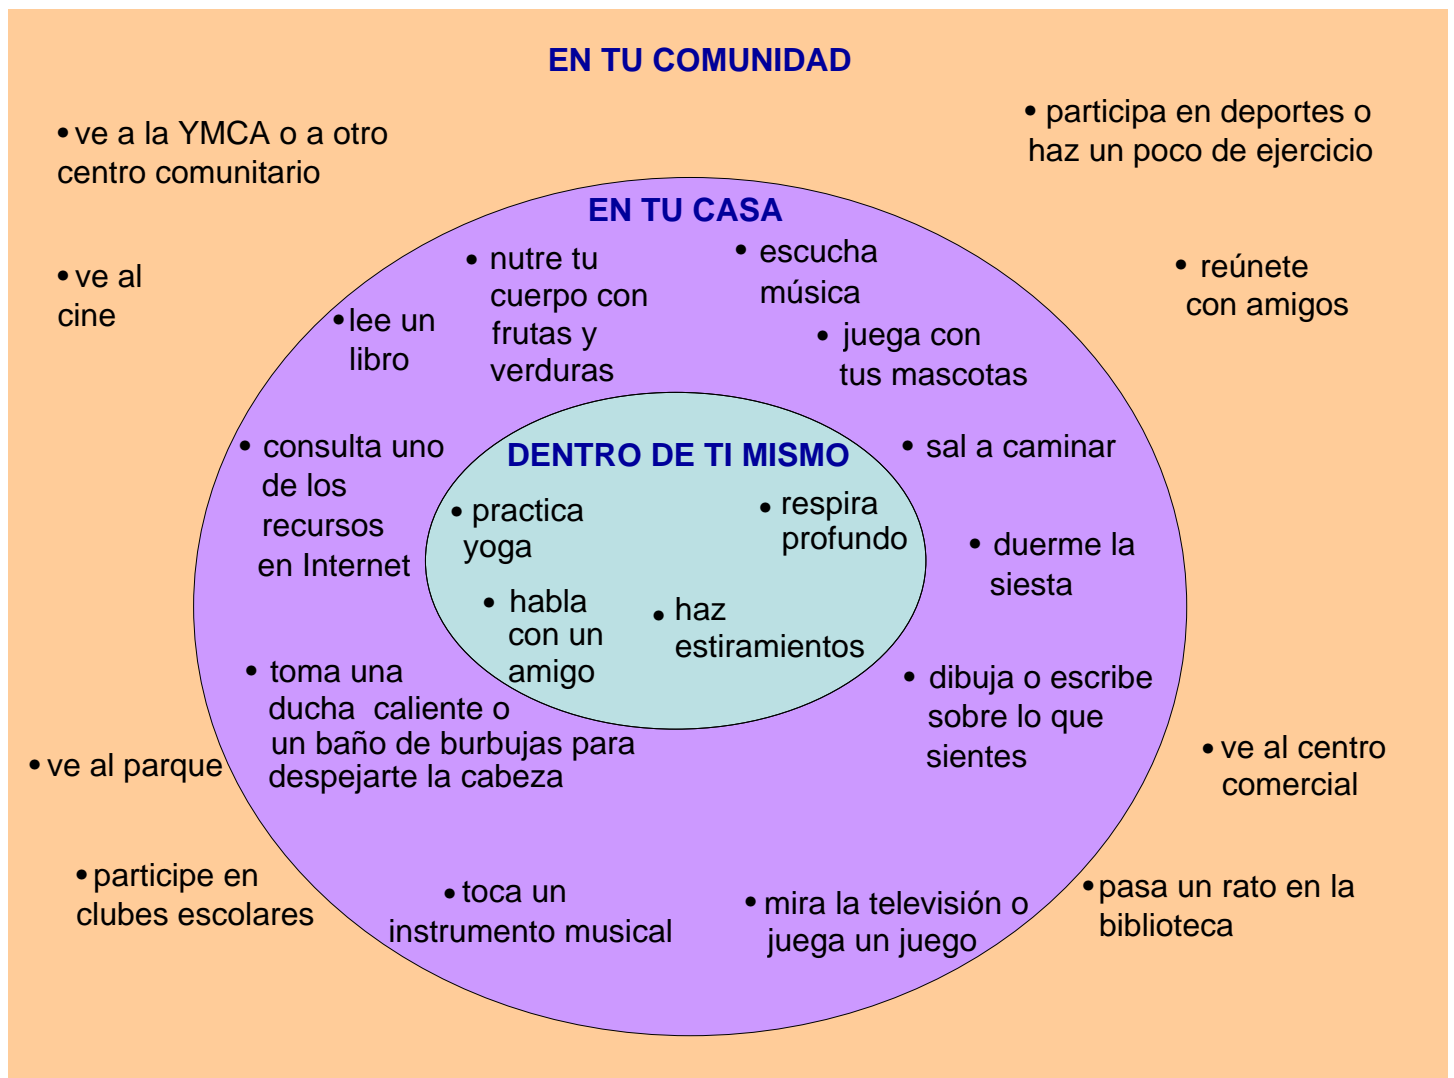 EN TU COMUNIDAD
• ve a la YMCA o a otro
centro comunitario
• participa en deportes o
haz un poco de ejercicio
• ve al
cine
• reúnete
con amigos
EN TU CASA
• nutre tu
cuerpo con
frutas y
verduras
• escucha
música
• lee un
libro
• juega con
tus mascotas
• consulta uno
de los
recursos
en Internet
• sal a caminar
DENTRO DE TI MISMO
• practica
yoga
• respira
profundo
• habla
con un
amigo
• haz
estiramientos
• duerme la
siesta
• toma una
ducha caliente o
un baño de burbujas para
despejarte la cabeza
• dibuja o escribe
sobre lo que
sientes
• ve al parque
• ve al centro
comercial
• participe en
clubes escolares
• toca un
instrumento musical
• mira la televisión o
juega un juego
• pasa un rato en la
biblioteca